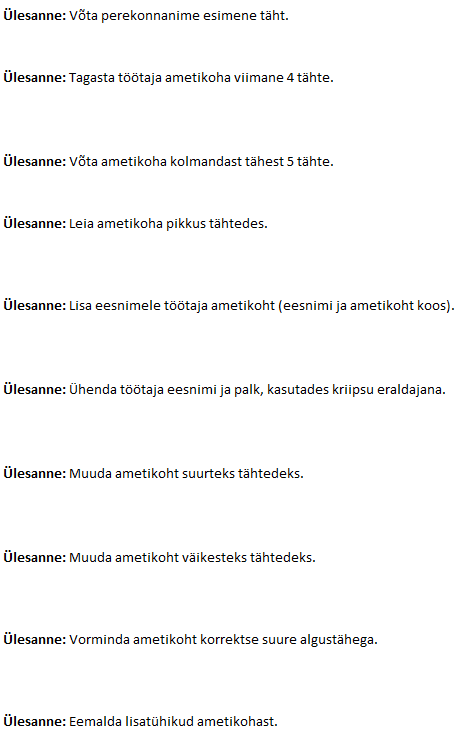 Ülesanne: Võta perekonnanime esimene täht.
Ülesanne: Tagasta töötaja ametikoha viimane 4 tähte.
Ülesanne: Võta ametikoha kolmandast tähest 5 tähte.
Ülesanne: Leia ametikoha pikkus tähtedes.
Ülesanne: Lisa eesnimele töötaja ametikoht (eesnimi ja ametikoht koos).
Ülesanne: Ühenda töötaja eesnimi ja palk, kasutades kriipsu eraldajana.
Ülesanne: Muuda ametikoht suurteks tähtedeks.
Ülesanne: Muuda ametikoht väikesteks tähtedeks.
Ülesanne: Vorminda ametikoht korrektse suure algustähega.
Ülesanne: Eemalda lisatühikud ametikohast.